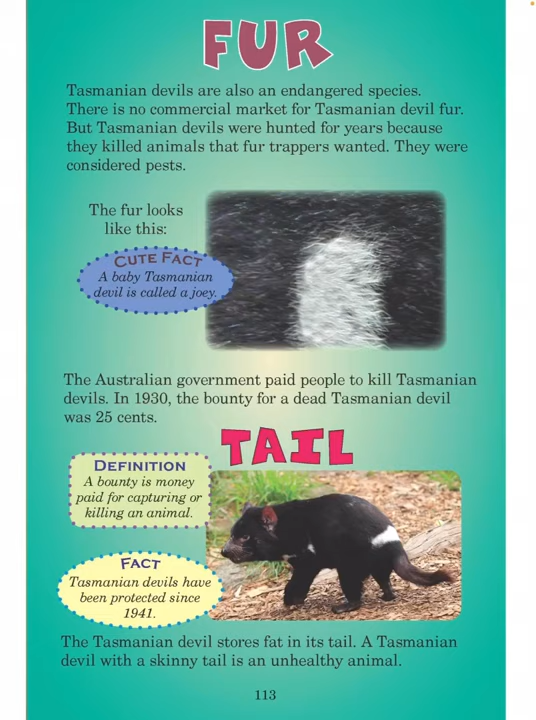 FUR
Tasmanian devils are also an endangered species.
There is no commercial market for Tasmanian devil fur.
But Tasmanian devils were hunted for years because
they killed animals that fur trappers wanted. They were
considered pests.
The fur looks
like this:
CUTE FACT
A baby Tasmanian
devil is called a joey.
The Australian government paid people to kill Tasmanian
devils. In 1930, the bounty for a dead Tasmanian devil
was 25 cents.
TAIL
DEFINITION
A bounty is money
paid for capturing or
killing an animal.
FACT
Tasmanian devils have
been protected since
1941.
The Tasmanian devil stores fat in its tail. A Tasmanian
devil with a skinny tail is an unhealthy animal.
113